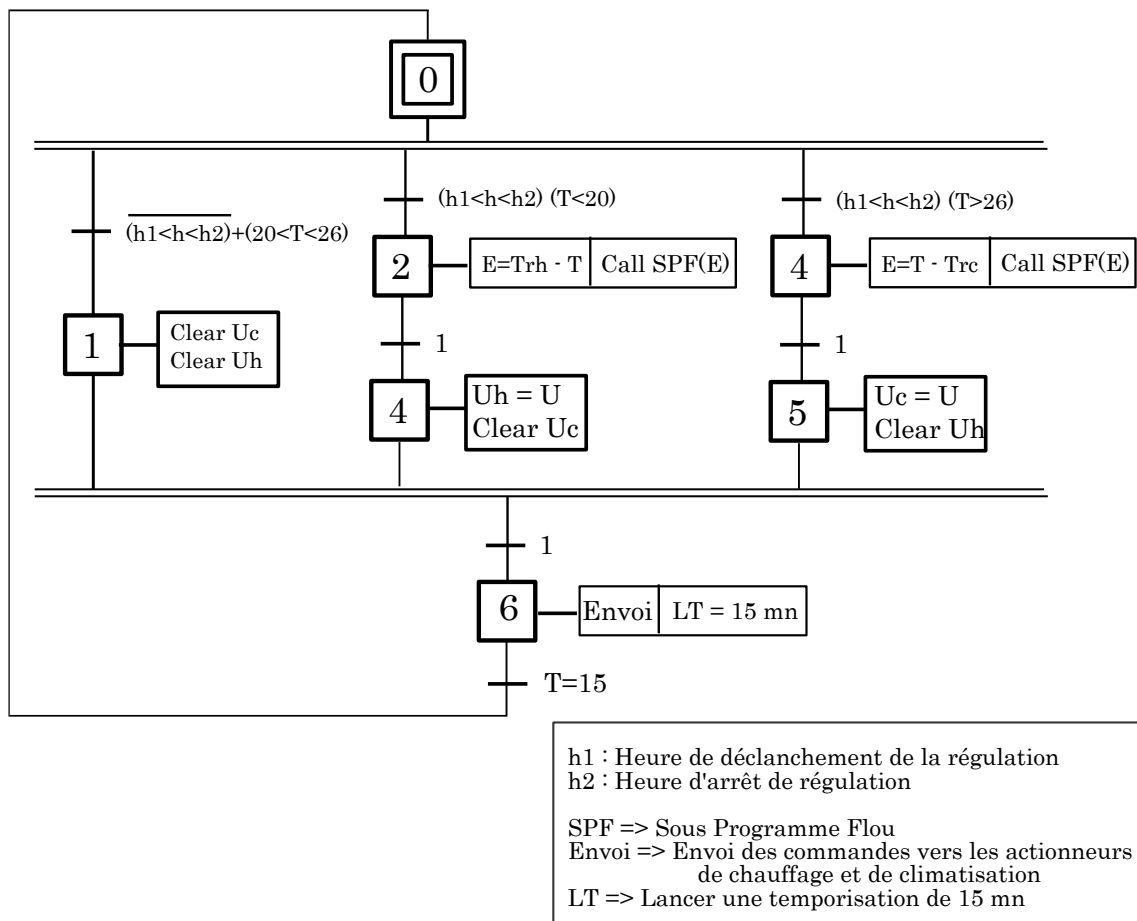 0
(h1<h<h2) (T<20)
(h1<h<h2) (T>26)
(h1<h<h2)+(20<T<26)
2
E=Trh - T
Call SPF(E)
4
E=T - Trc
Call SPF(E)
1
Clear Uc
Clear Uh
1
1
4
Uh = U
Clear Uc
5
Uc = U
Clear Uh
1
6
Envoi
LT = 15 mn
T=15
h1 : Heure de déclanchement de la régulation
h2 : Heure d'arrêt de régulation
SPF => Sous Programme Flou
Envoi => Envoi des commandes vers les actionneurs
de chauffage et de climatisation
LT => Lancer une temporisation de 15 mn